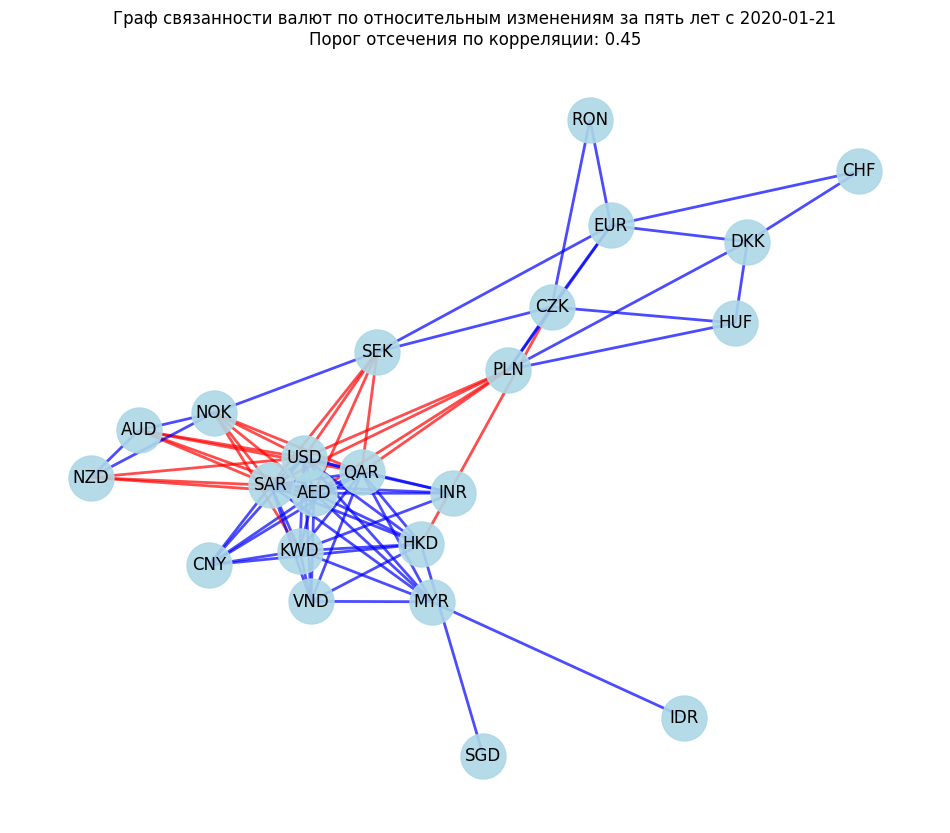 Граф связанности валют по относительным изменениям за пять лет с 2020-01-21
Порог отсечения по корреляции: 0.45
RON
CHF
EUR
DKK
CZK
HUF
SEK
PLN
NOK
AUD
USD
QAR
NZD
SAR
AED
INR
HKD
KWD
CNY
VND
MYR
IDR
SGD